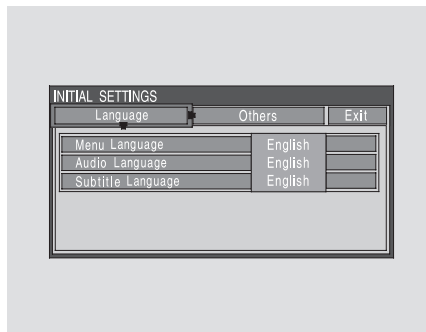 INITIAL SETTINGS
Language Others Exit
Menu Language English
Audio Language English
Subtitle Language English